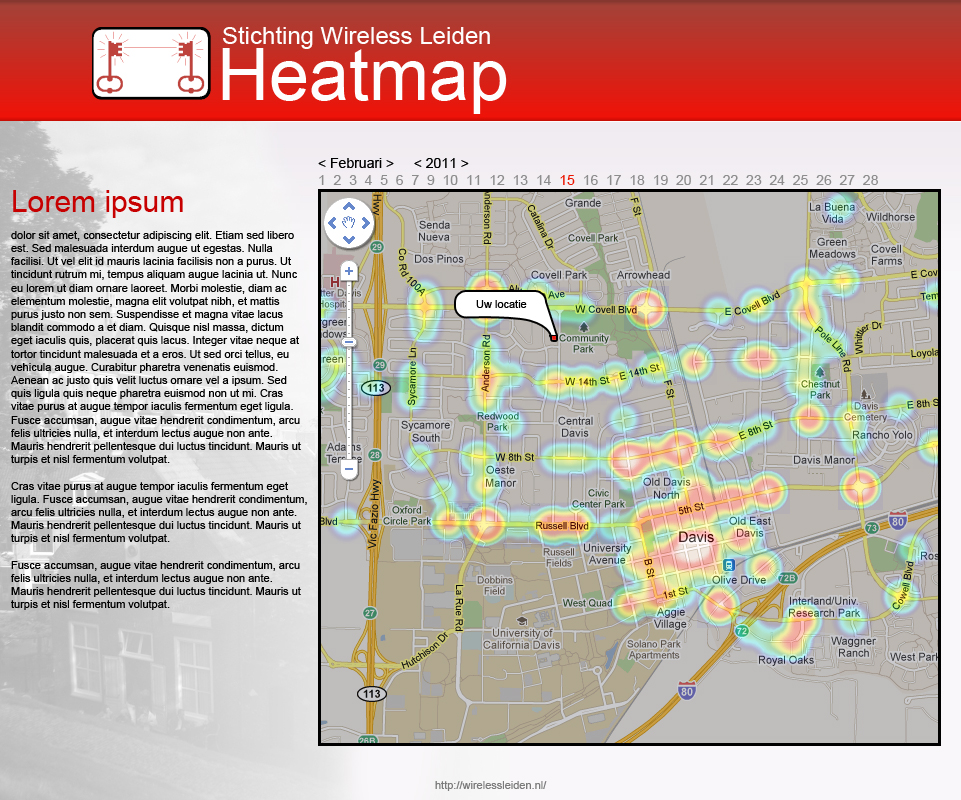 Stichting Wireless Leiden
Heatmap
< Februari > < 2011 >
1 2 3 4 5 6 7 8 9 10 11 12 13 14 15 16 17 18 19 20 21 22 23 24 25 26 27 28
Lorem ipsum
dolor sit amet, consectetur adipiscing elit. Etiam sed libero
est. Sed malesuada interdum augue ut egestas. Nulla
facilisi. Ut vel elit id mauris lacinia facilisis non a purus. Ut
tincidunt rutrum mi, tempus aliquam augue lacinia ut. Nunc
eu lorem ut diam ornare laoreet. Morbi molestie, diam ac
elementum molestie, magna elit volutpat nibh, et mattis
purus justo non sem. Suspendisse et magna vitae lacus
blandit commodo a et diam. Quisque nisl massa, dictum
eget iaculis quis, placerat quis lacus. Integer vitae neque at
tortor tincidunt malesuada et a eros. Ut sed orci tellus, eu
vehicula augue. Curabitur pharetra venenatis euismod.
Aenean ac justo quis velit luctus ornare vel a ipsum. Sed
quis ligula quis neque pharetra euismod non ut mi. Cras
vitae purus at augue tempor iaculis fermentum eget ligula.
Fusce accumsan, augue vitae hendrerit condimentum, arcu
felis ultricies nulla, et interdum lectus augue non ante.
Mauris hendrerit pellentesque dui luctus tincidunt. Mauris ut
turpis et nisl fermentum volutpat.
Cras vitae purus at augue tempor iaculis fermentum eget
ligula. Fusce accumsan, augue vitae hendrerit condimentum,
arcu felis ultricies nulla, et interdum lectus augue non ante.
Mauris hendrerit pellentesque dui luctus tincidunt. Mauris ut
turpis et nisl fermentum volutpat.
Fusce accumsan, augue vitae hendrerit condimentum, arcu
felis ultricies nulla, et interdum lectus augue non ante.
Mauris hendrerit pellentesque dui luctus tincidunt. Mauris ut
turpis et nisl fermentum volutpat.
Hwy
Anderson Rd
Catalina Dr
F St
Grande
La Buena
Vida
Wildhorse
Senda
Nueva
Covell Park
Green
Meadows
Covell
Farms
29
Dos Pinos
Co Rd 100A
Covell Park
Arrowhead
E Cov
H
Ave
W Covell Blvd
E Covell Blvd
Uw locatie
Community
Park
Pole Line Rd
Whittier Dr
Loyola
green
29
113
Sycamore Ln
Anderson Rd
W 14th St
E 14th St
F St
Chestnut
Park
Redwood
Park
Davis
Cemetery
E 8th S
Sycamore
South
Central
Davis
E 8th St
Rancho Yolo
28
W 8th St
Davis Manor
Oeste
Manor
Old Davis
North
Civic
Center Park
5th St
Oxford
Circle Park
Blvd
Vic Fazio Hwy
Russell Blvd
Davis
Old East
Davis
73
80
Russell
Fields
University
Avenue
B St
Olive Drive
72B
Cowell Blvd
Dobbins
Field
1st St
West Quad
Aggie
Village
Interland/Univ.
Research Park
27
La Rue Rd
University of
California Davis
72
Solano Park
Apartments
Waggner
Ranch
Hutchison Dr
Royal Oaks
West Park
113
80
26B
http://wirelessleiden.nl/